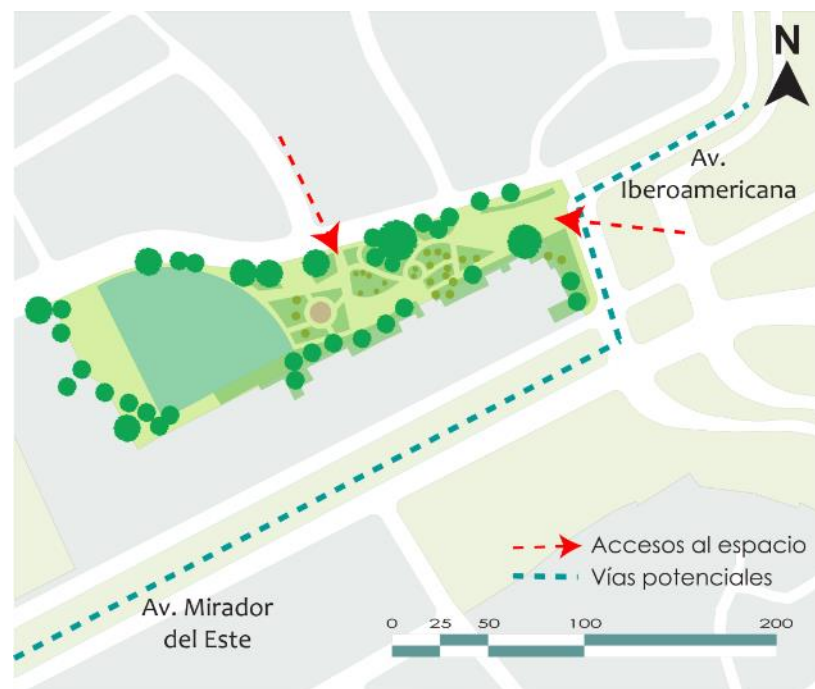 N
Av.
Iberoamericana
Accesos al espacio
Vías potenciales
Av. Mirador
del Este
0 25 50 100 200